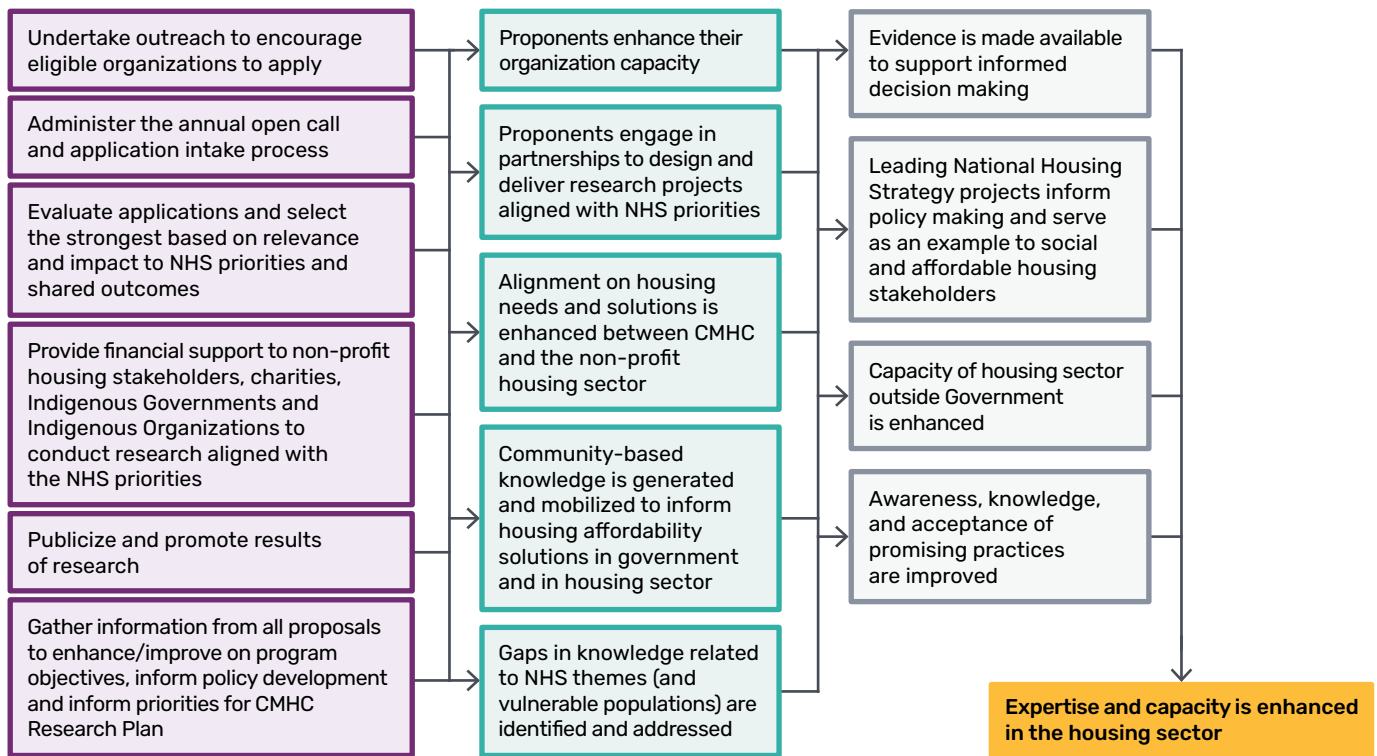 Undertake outreach to encourage
eligible organizations to apply
Administer the annual open call
and application intake process
Evaluate applications and select
the strongest based on relevance
and impact to NHS priorities and
shared outcomes
Provide financial support to non-profit
housing stakeholders, charities,
Indigenous Governments and
Indigenous Organizations to
conduct research aligned with
the NHS priorities
Publicize and promote results
of research
Gather information from all proposals
to enhance/improve on program
objectives, inform policy development
and inform priorities for CMHC
Research Plan
Proponents enhance their
organization capacity
Proponents engage in
partnerships to design and
deliver research projects
aligned with NHS priorities
Alignment on housing
needs and solutions is
enhanced between CMHC
and the non-profit
housing sector
Community-based
knowledge is generated
and mobilized to inform
housing affordability
solutions in government
and in housing sector
Gaps in knowledge related
to NHS themes (and
vulnerable populations) are
identified and addressed
Evidence is made available
to support informed
decision making
Leading National Housing
Strategy projects inform
policy making and serve
as an example to social
and affordable housing
stakeholders
Capacity of housing sector
outside Government
is enhanced
Awareness, knowledge,
and acceptance of
promising practices
are improved
Expertise and capacity is enhanced
in the housing sector